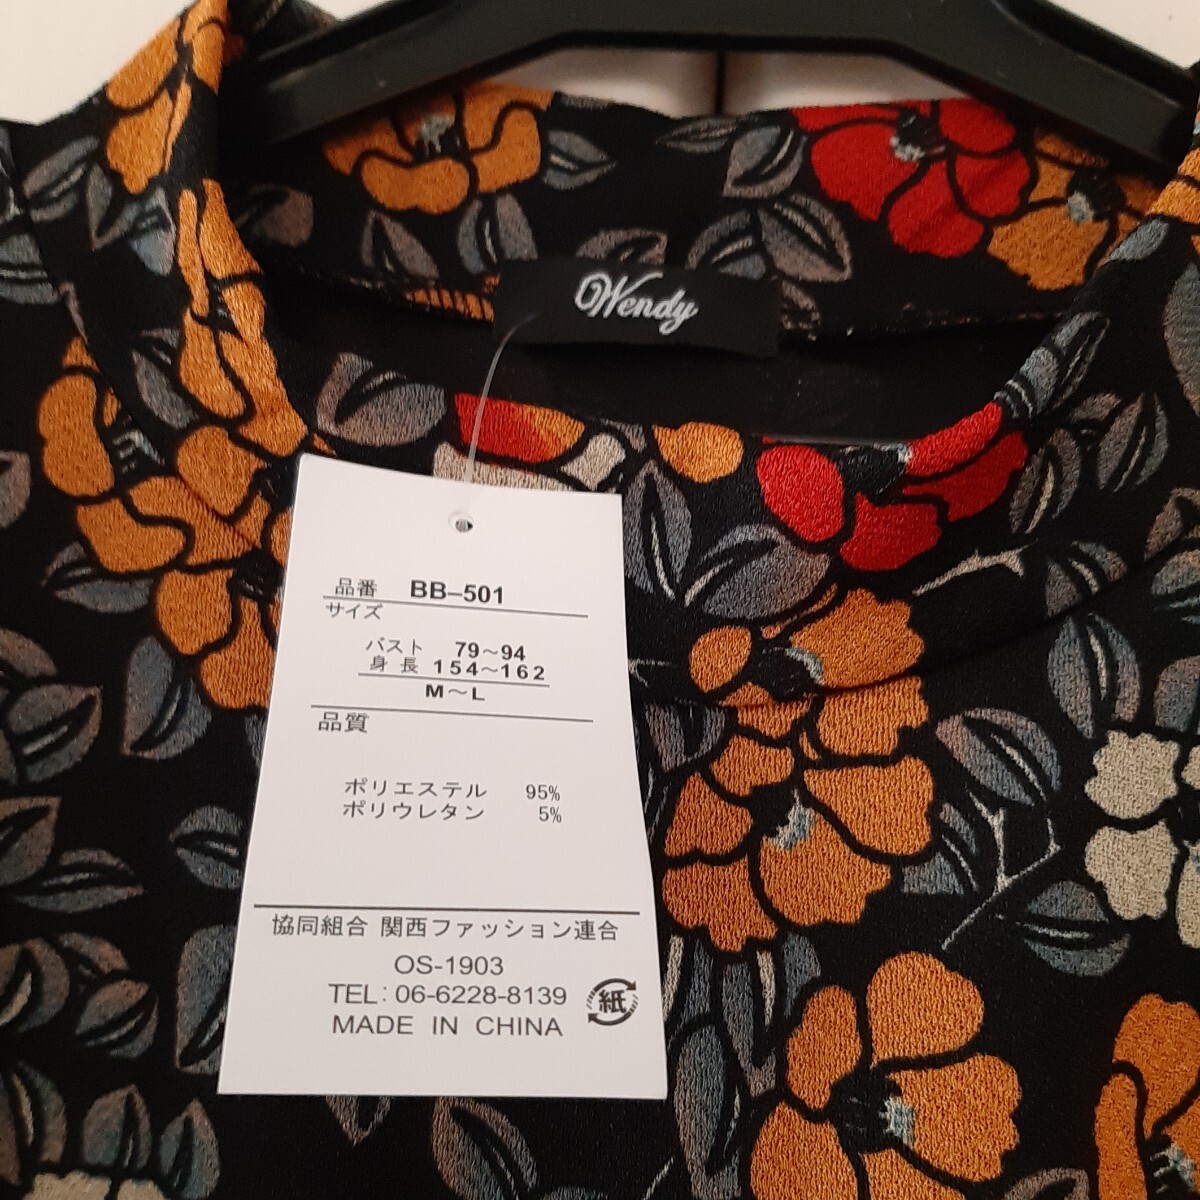 Wendy
品番 BB–501
サイズ
バスト 79～94
身長 154～162
M～L
品質
ポリエステル 95%
ポリウレタン 5%
協同組合 関西ファッション連合
OS-1903
TEL: 06-6228-8139
紙
MADE IN CHINA